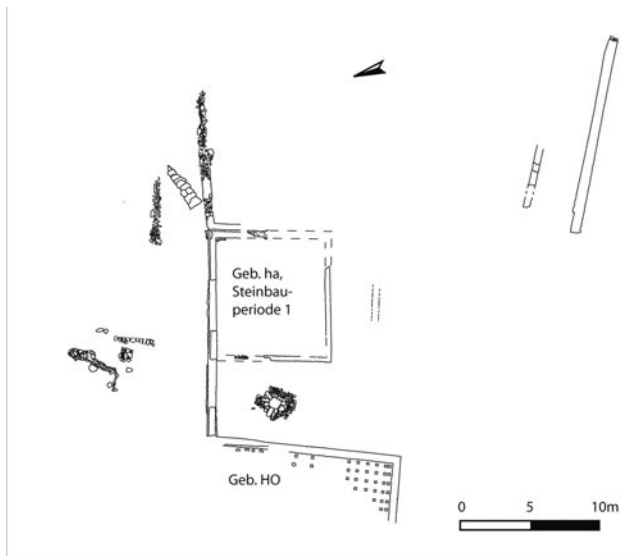 Geb. ha,
Steinbau-
periode 1
Geb. HO
0 5 10m